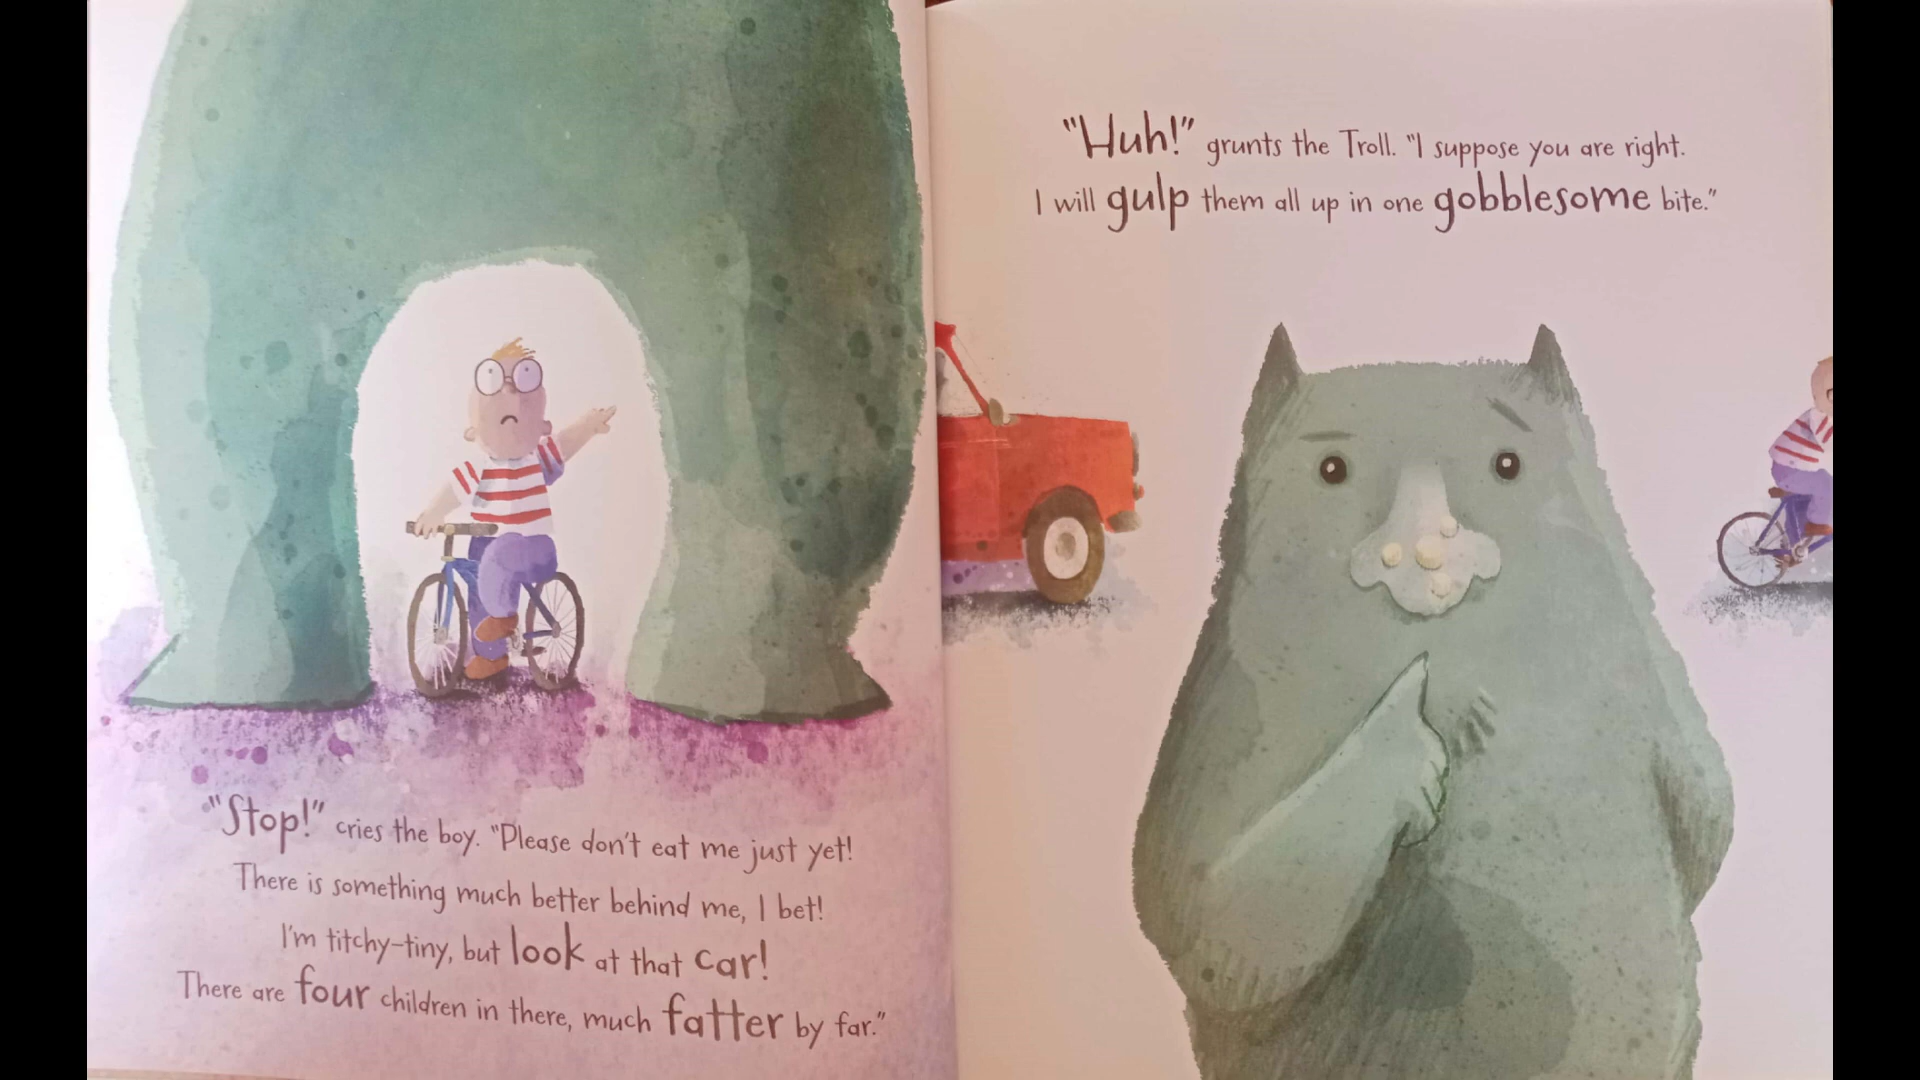 "Stop!" cries the boy. "Please don't eat me just yet!
There is something much better behind me, I bet!
I'm titchy-tiny, but look at that car!
There are four children in there, much fatter by far."
"Huh!" grunts the Troll. "I suppose you are right.
I will gulp them all up in one gobblesome bite."